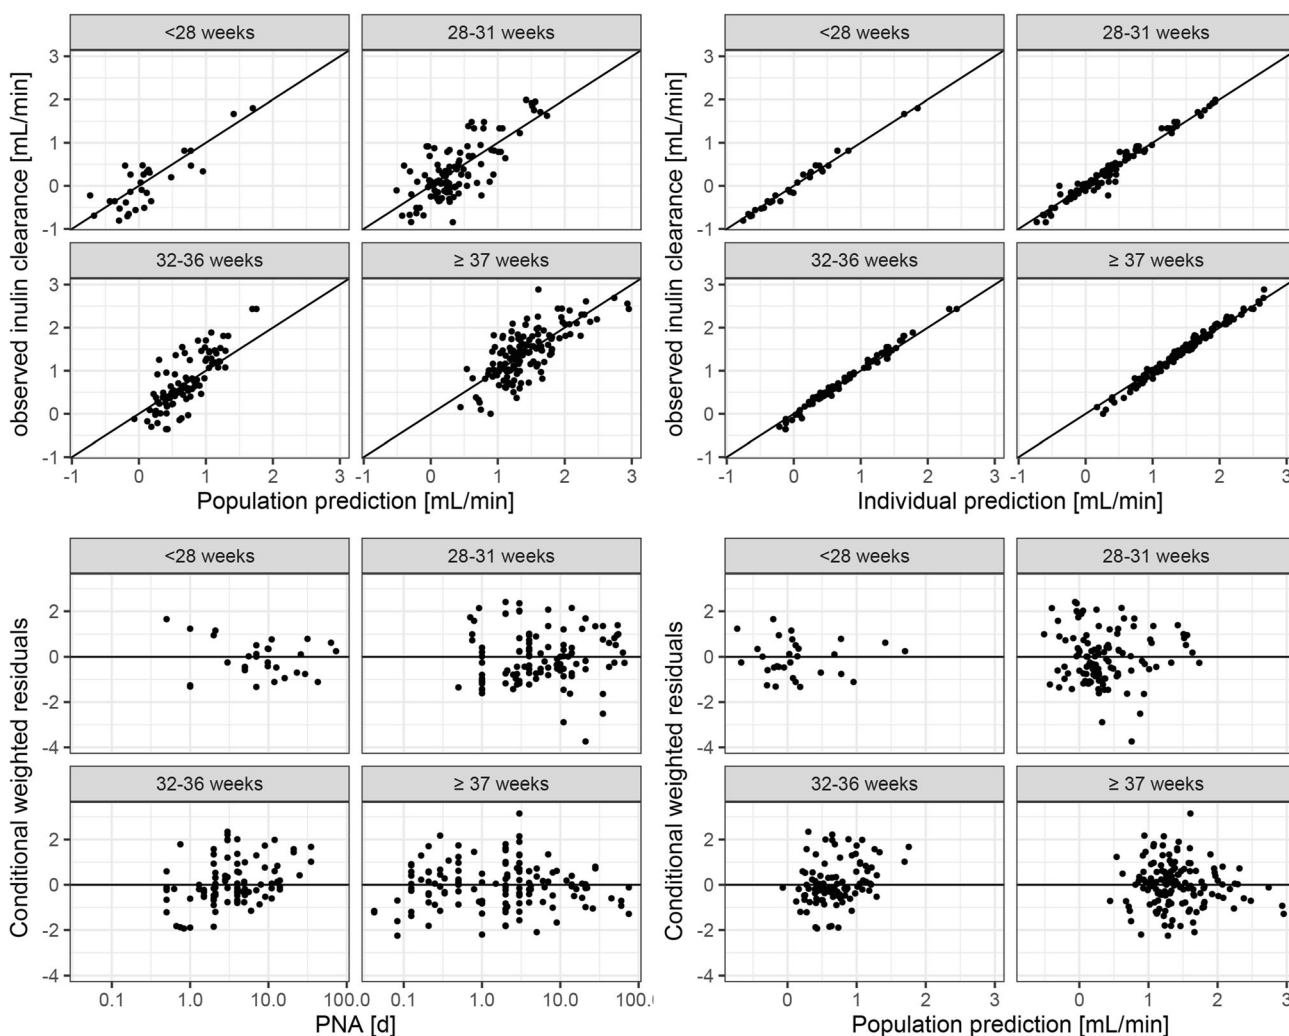 <28 weeks
28-31 weeks
<28 weeks
28-31 weeks
3
2
1
0
-1
3
2
1
0
-1
observed inulin clearance [mL/min]
observed inulin clearance [mL/min]
32-36 weeks
≥ 37 weeks
32-36 weeks
≥ 37 weeks
3
2
1
0
-1
3
2
1
0
-1
-1 0 1 2 3 -1 0 1 2 3
-1 0 1 2 3 -1 0 1 2 3
Population prediction [mL/min]
Individual prediction [mL/min]
<28 weeks
28-31 weeks
<28 weeks
28-31 weeks
2
0
-2
-4
2
0
-2
-4
Conditional weighted residuals
Conditional weighted residuals
32-36 weeks
≥ 37 weeks
32-36 weeks
≥ 37 weeks
2
0
-2
-4
2
0
-2
-4
0.1 1.0 10.0 100.0 0.1 1.0 10.0 100.
0 1 2 3 0 1 2 3
PNA [d]
Population prediction [mL/min]